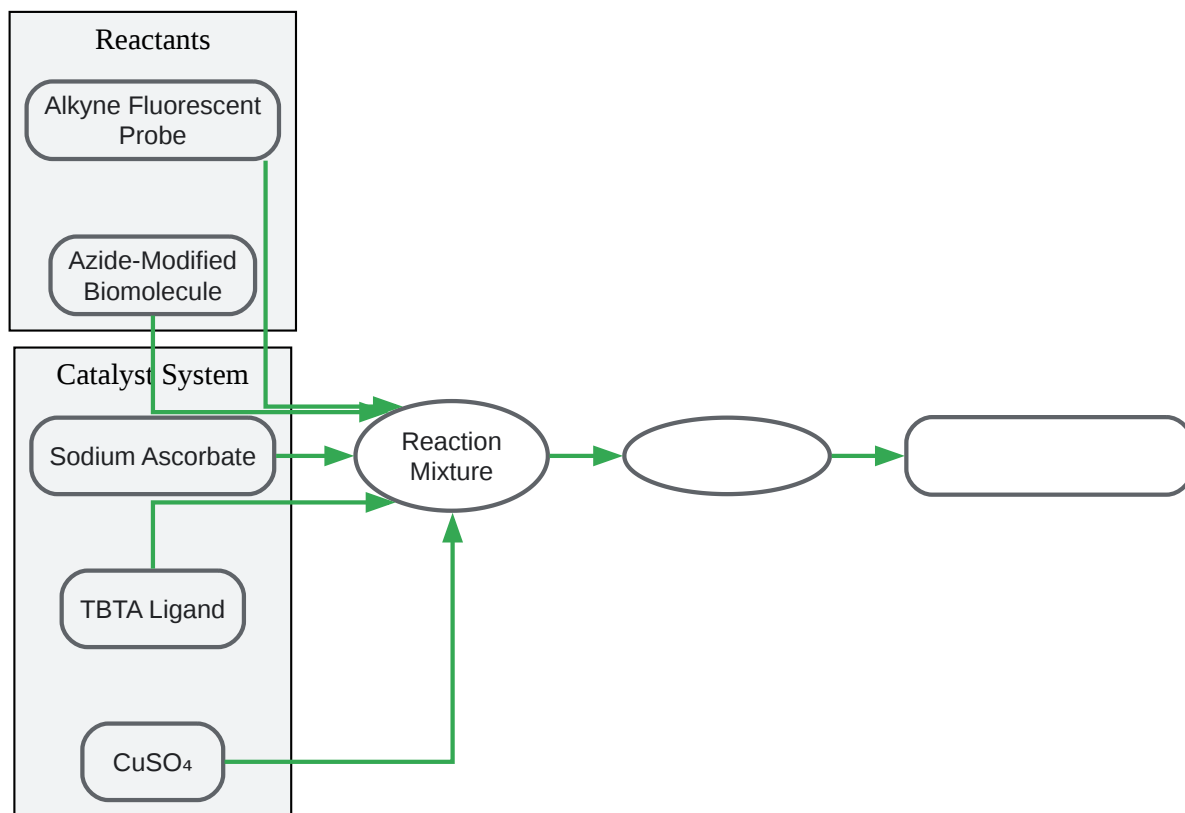 Reactants
Alkyne Fluorescent
Probe
Azide-Modified
Biomolecule
Catalyst System
Sodium Ascorbate
Reaction
Mixture
TBTA Ligand
CuSO₄